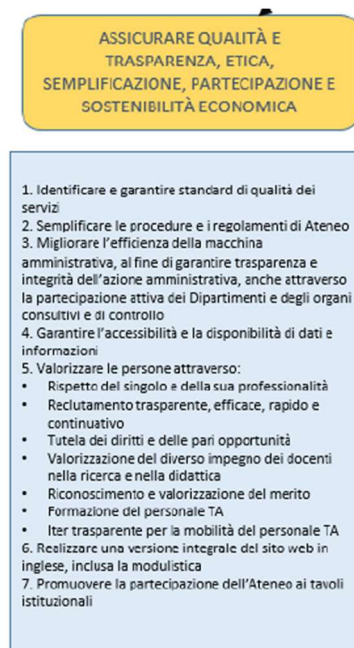 ASSICURARE QUALITÀ E
TRASPARENZA, ETICA,
SEMPLIFICAZIONE, PARTECIPAZIONE E
SOSTENIBILITÀ ECONOMICA
1. Identificare e garantire standard di qualità dei
servizi
2. Semplificare le procedure e i regolamenti di Ateneo
3. Migliorare l'efficienza della macchina
amministrativa, al fine di garantire trasparenza e
integrità dell'azione amministrativa, anche attraverso
la partecipazione attiva dei Dipartimenti e degli organi
consultivi e di controllo
4. Garantire l'accessibilità e la disponibilità di dati e
informazioni
5. Valorizzare le persone attraverso:
• Rispetto del singolo e della sua professionalità
• Reclutamento trasparente, efficace, rapido e
continuativo
• Tutela dei diritti e delle pari opportunità
• Valorizzazione del diverso impegno dei docenti
nella ricerca e nella didattica
• Riconoscimento e valorizzazione del merito
• Formazione del personale TA
• Iter trasparente per la mobilità del personale TA
6. Realizzare una versione integrale del sito web in
inglese, inclusa la modulistica
7. Promuovere la partecipazione dell'Ateneo ai tavoli
istituzionali